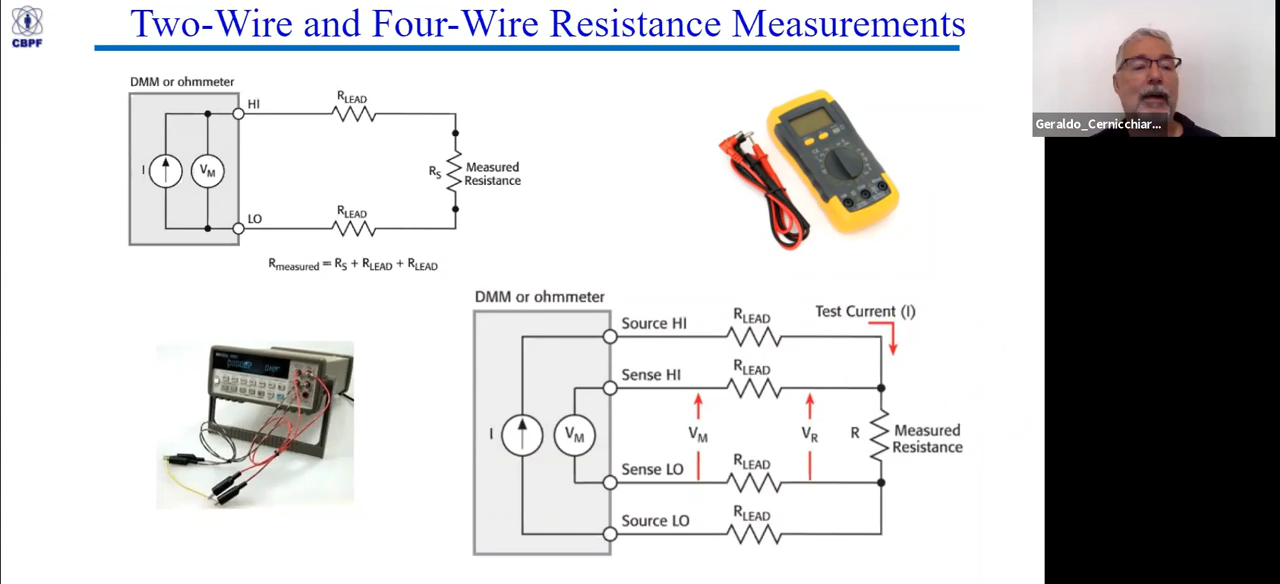 Two-Wire and Four-Wire Resistance Measurements
CBPF
Geraldo_Cernicchiar...
DMM or ohmmeter
HI
R_LEAD
I
V_M
R_S
Measured
Resistance
LO
R_LEAD
R_measured = R_S + R_LEAD + R_LEAD
DMM or ohmmeter
Source HI
R_LEAD
Test Current (I)
Sense HI
R_LEAD
I
V_M
V_M
V_R
R
Measured
Resistance
Sense LO
R_LEAD
Source LO
R_LEAD